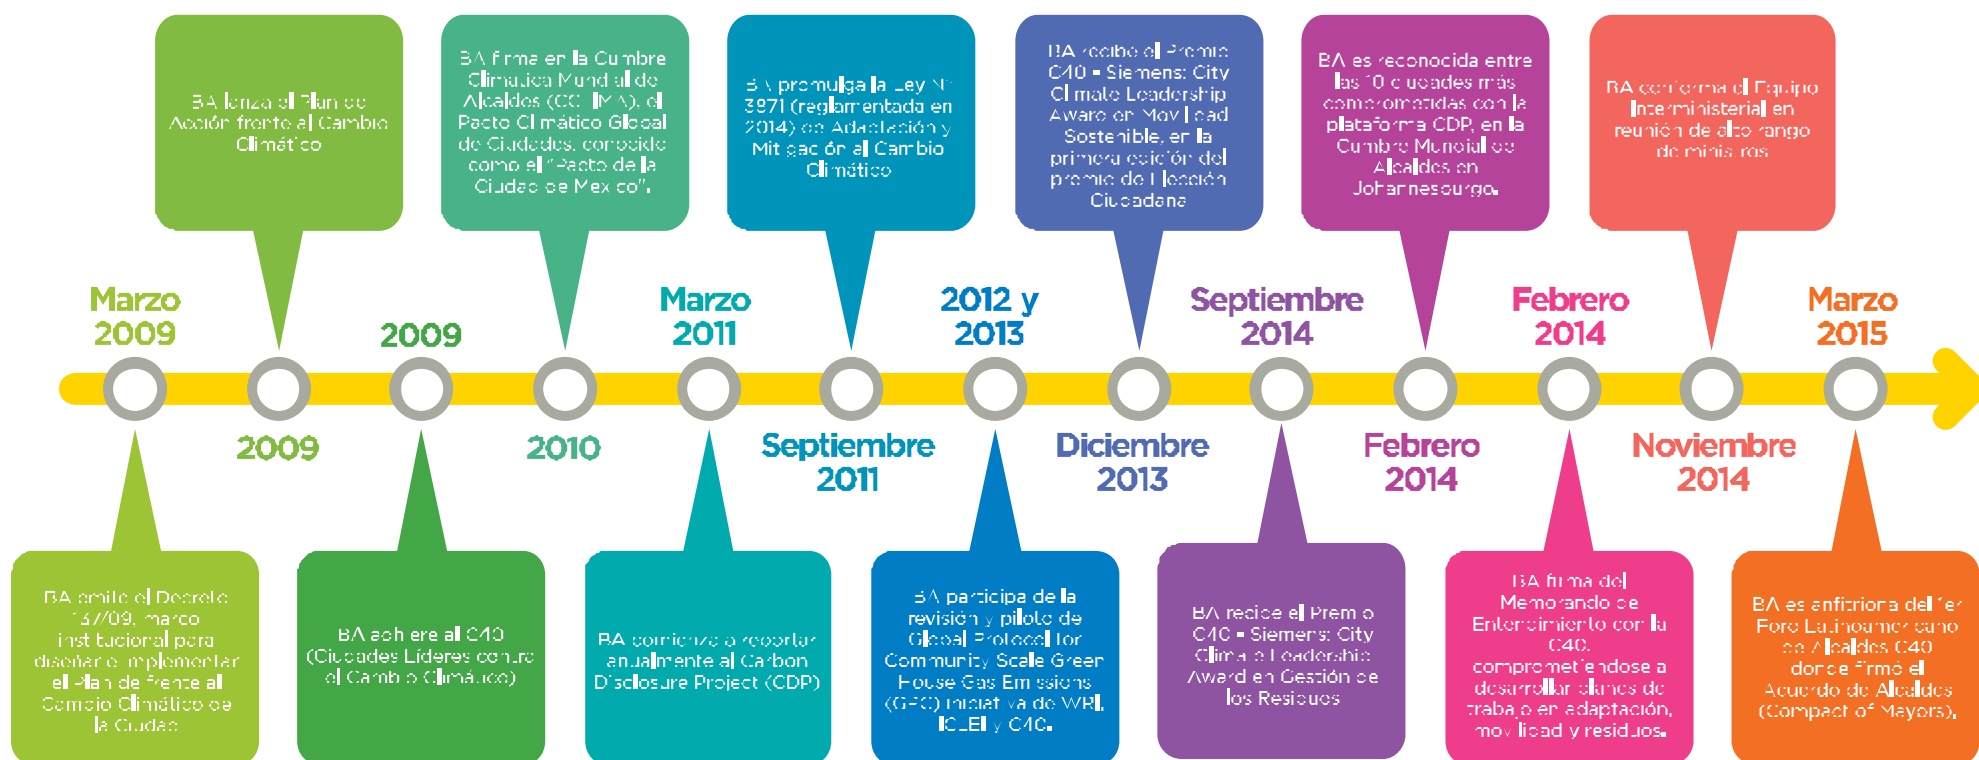 BA lanza el Plan de
Acción frente al Cambio
Climático
BA firma en la Cumbre
Climática Mundial de
Alcaldes (CCLIMA), el
Pacto Climático Global
de Ciudades, conocido
como el "Pacto de la
Ciudad de Mexico".
BA promulga la Ley N°
3871 (reglamentada en
2014) de Adaptación y
Mitigación al Cambio
Climático
BA recibe el Premio
C40 - Siemens: City
Climate Leadership
Award en Movilidad
Sostenible, en la
primera edición del
premio de Elección
Ciudadana
BA es reconocida entre
las 10 ciudades más
comprometidas con la
plataforma CDP, en la
Cumbre Mundial de
Alcaldes en
Johannesburgo.
BA conforma el Equipo
Interministerial en
reunión de alto rango
de ministros
Marzo
2009
2009
Marzo
2011
2012 y
2013
Septiembre
2014
Febrero
2014
Marzo
2015
2009
2010
Septiembre
2011
Diciembre
2013
Febrero
2014
Noviembre
2014
BA emite el Decreto
137/09, marco
institucional para
diseñar e implementar
el Plan de frente al
Cambio Climático de
la Ciudad
BA adhiere al C40
(Ciudades Líderes contra
el Cambio Climático)
BA comienza a reportar
anualmente al Carbon
Disclosure Project (CDP)
BA participa de la
revisión y piloto de
Global Protocol for
Community Scale Green
House Gas Emissions
(GPC) iniciativa de WRI,
ICLEI y C40.
BA recibe el Premio
C40 - Siemens: City
Climate Leadership
Award en Gestión de
los Residuos
BA firma del
Memorando de
Entendimiento con la
C40,
comprometiendose a
desarrollar planes de
trabajo en adaptación,
movilidad y residuos.
BA es anfitriona del 1er
Foro Latinoamericano
de Alcaldes C40
donde firmó el
Acuerdo de Alcaldes
(Compact of Mayors).